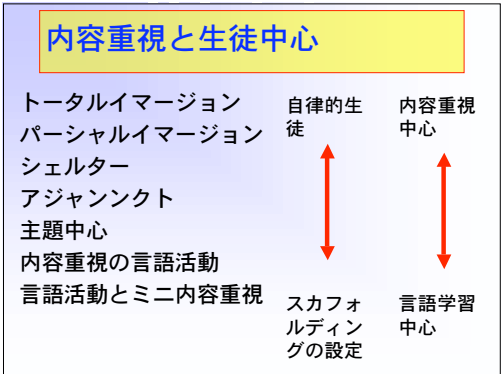 内容重視と生徒中心
トータルイマージョン
パーシャルイマージョン
シェルター
アジャンンクト
主題中心
内容重視の言語活動
言語活動とミニ内容重視
自律的生
徒
スカフォ
ルディン
グの設定
内容重視
中心
言語学習
中心